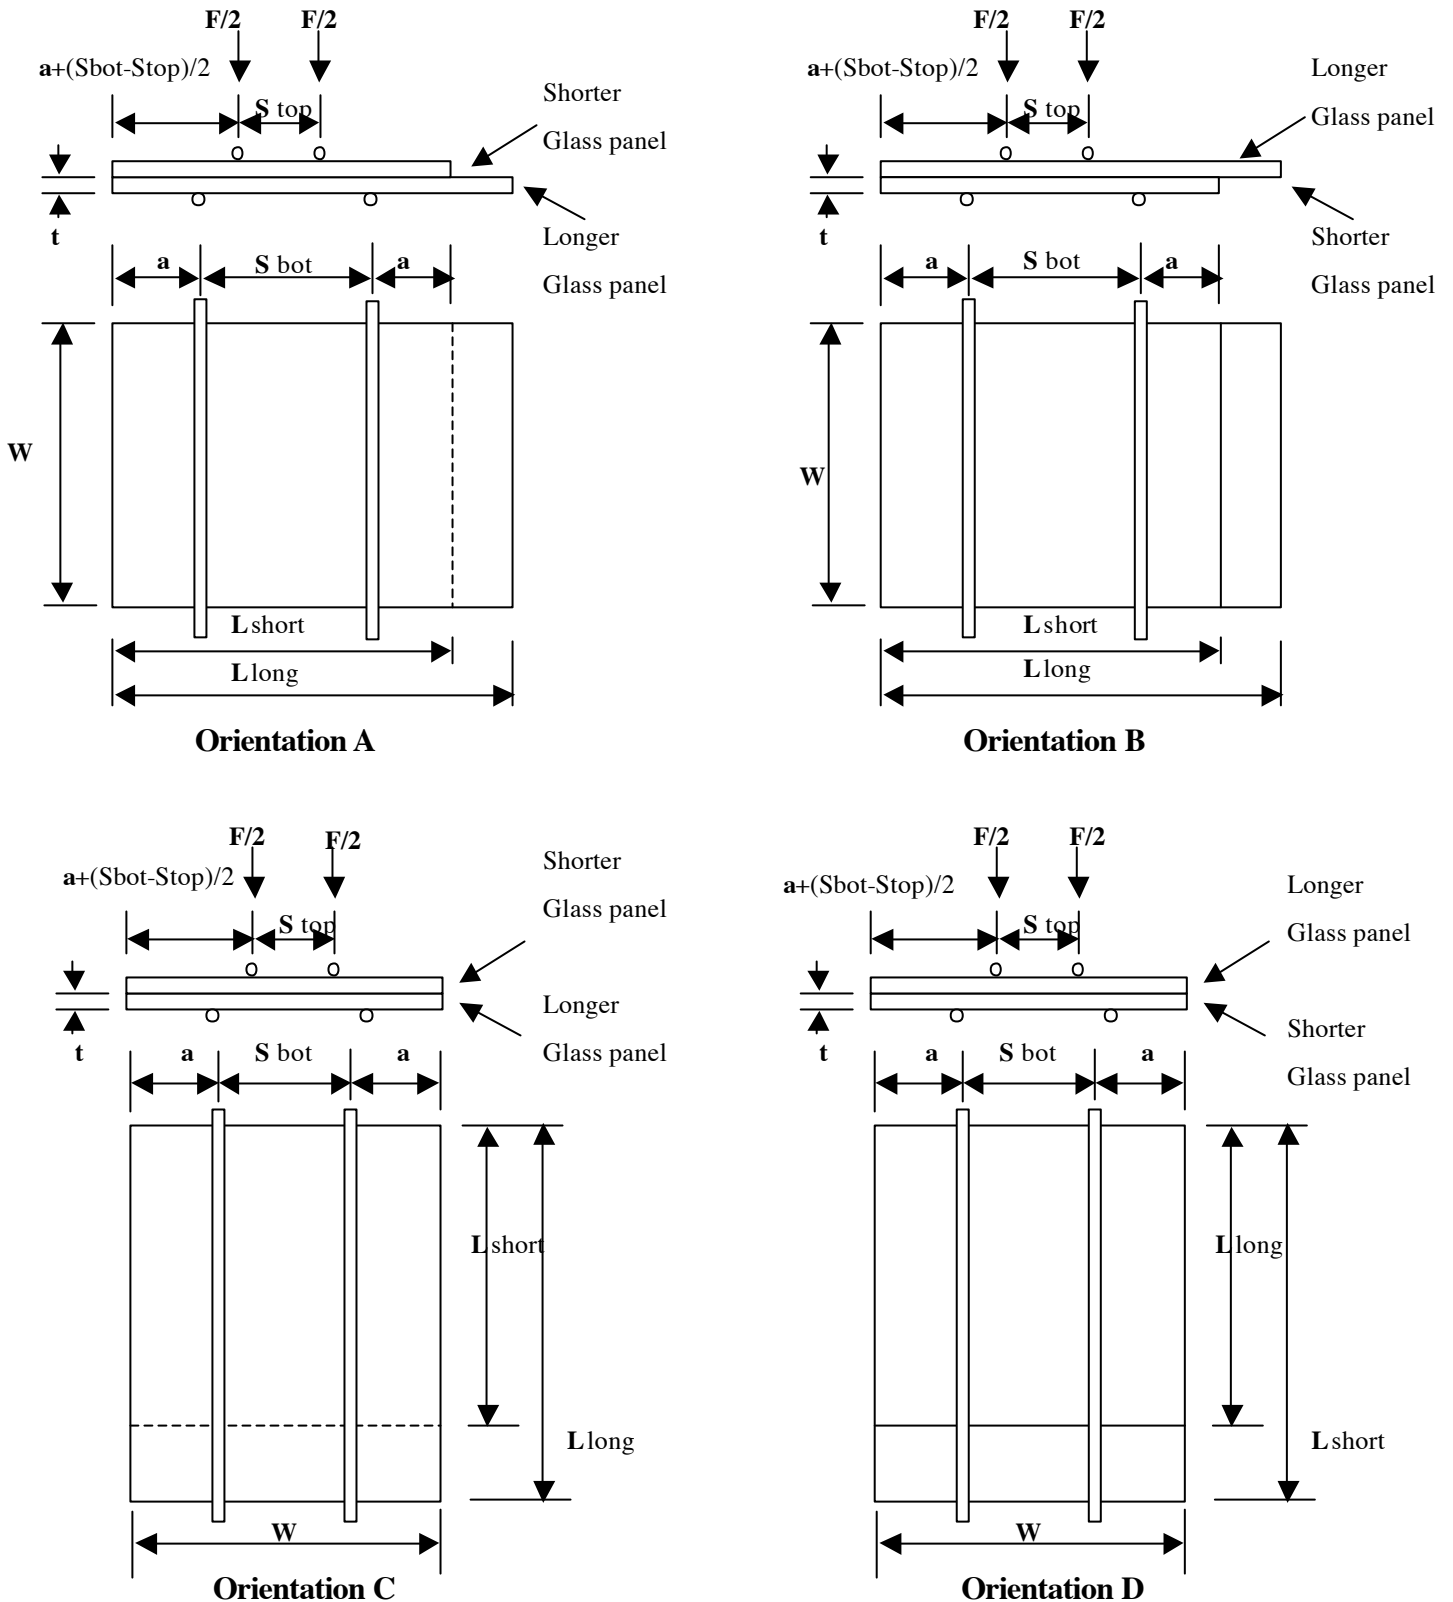 F/2 F/2
a+(Sbot-Stop)/2
S top
Shorter
Glass panel
t
Longer
Glass panel
a S bot a
W
L short
L long
Orientation A
F/2 F/2
a+(Sbot-Stop)/2
S top
Longer
Glass panel
t
Shorter
Glass panel
a S bot a
W
L short
L long
Orientation B
F/2 F/2
a+(Sbot-Stop)/2
S top
Shorter
Glass panel
Longer
Glass panel
t
a S bot a
L short
L long
W
Orientation C
F/2 F/2
a+(Sbot-Stop)/2
S top
Longer
Glass panel
Shorter
Glass panel
t
a S bot a
L long
L short
W
Orientation D